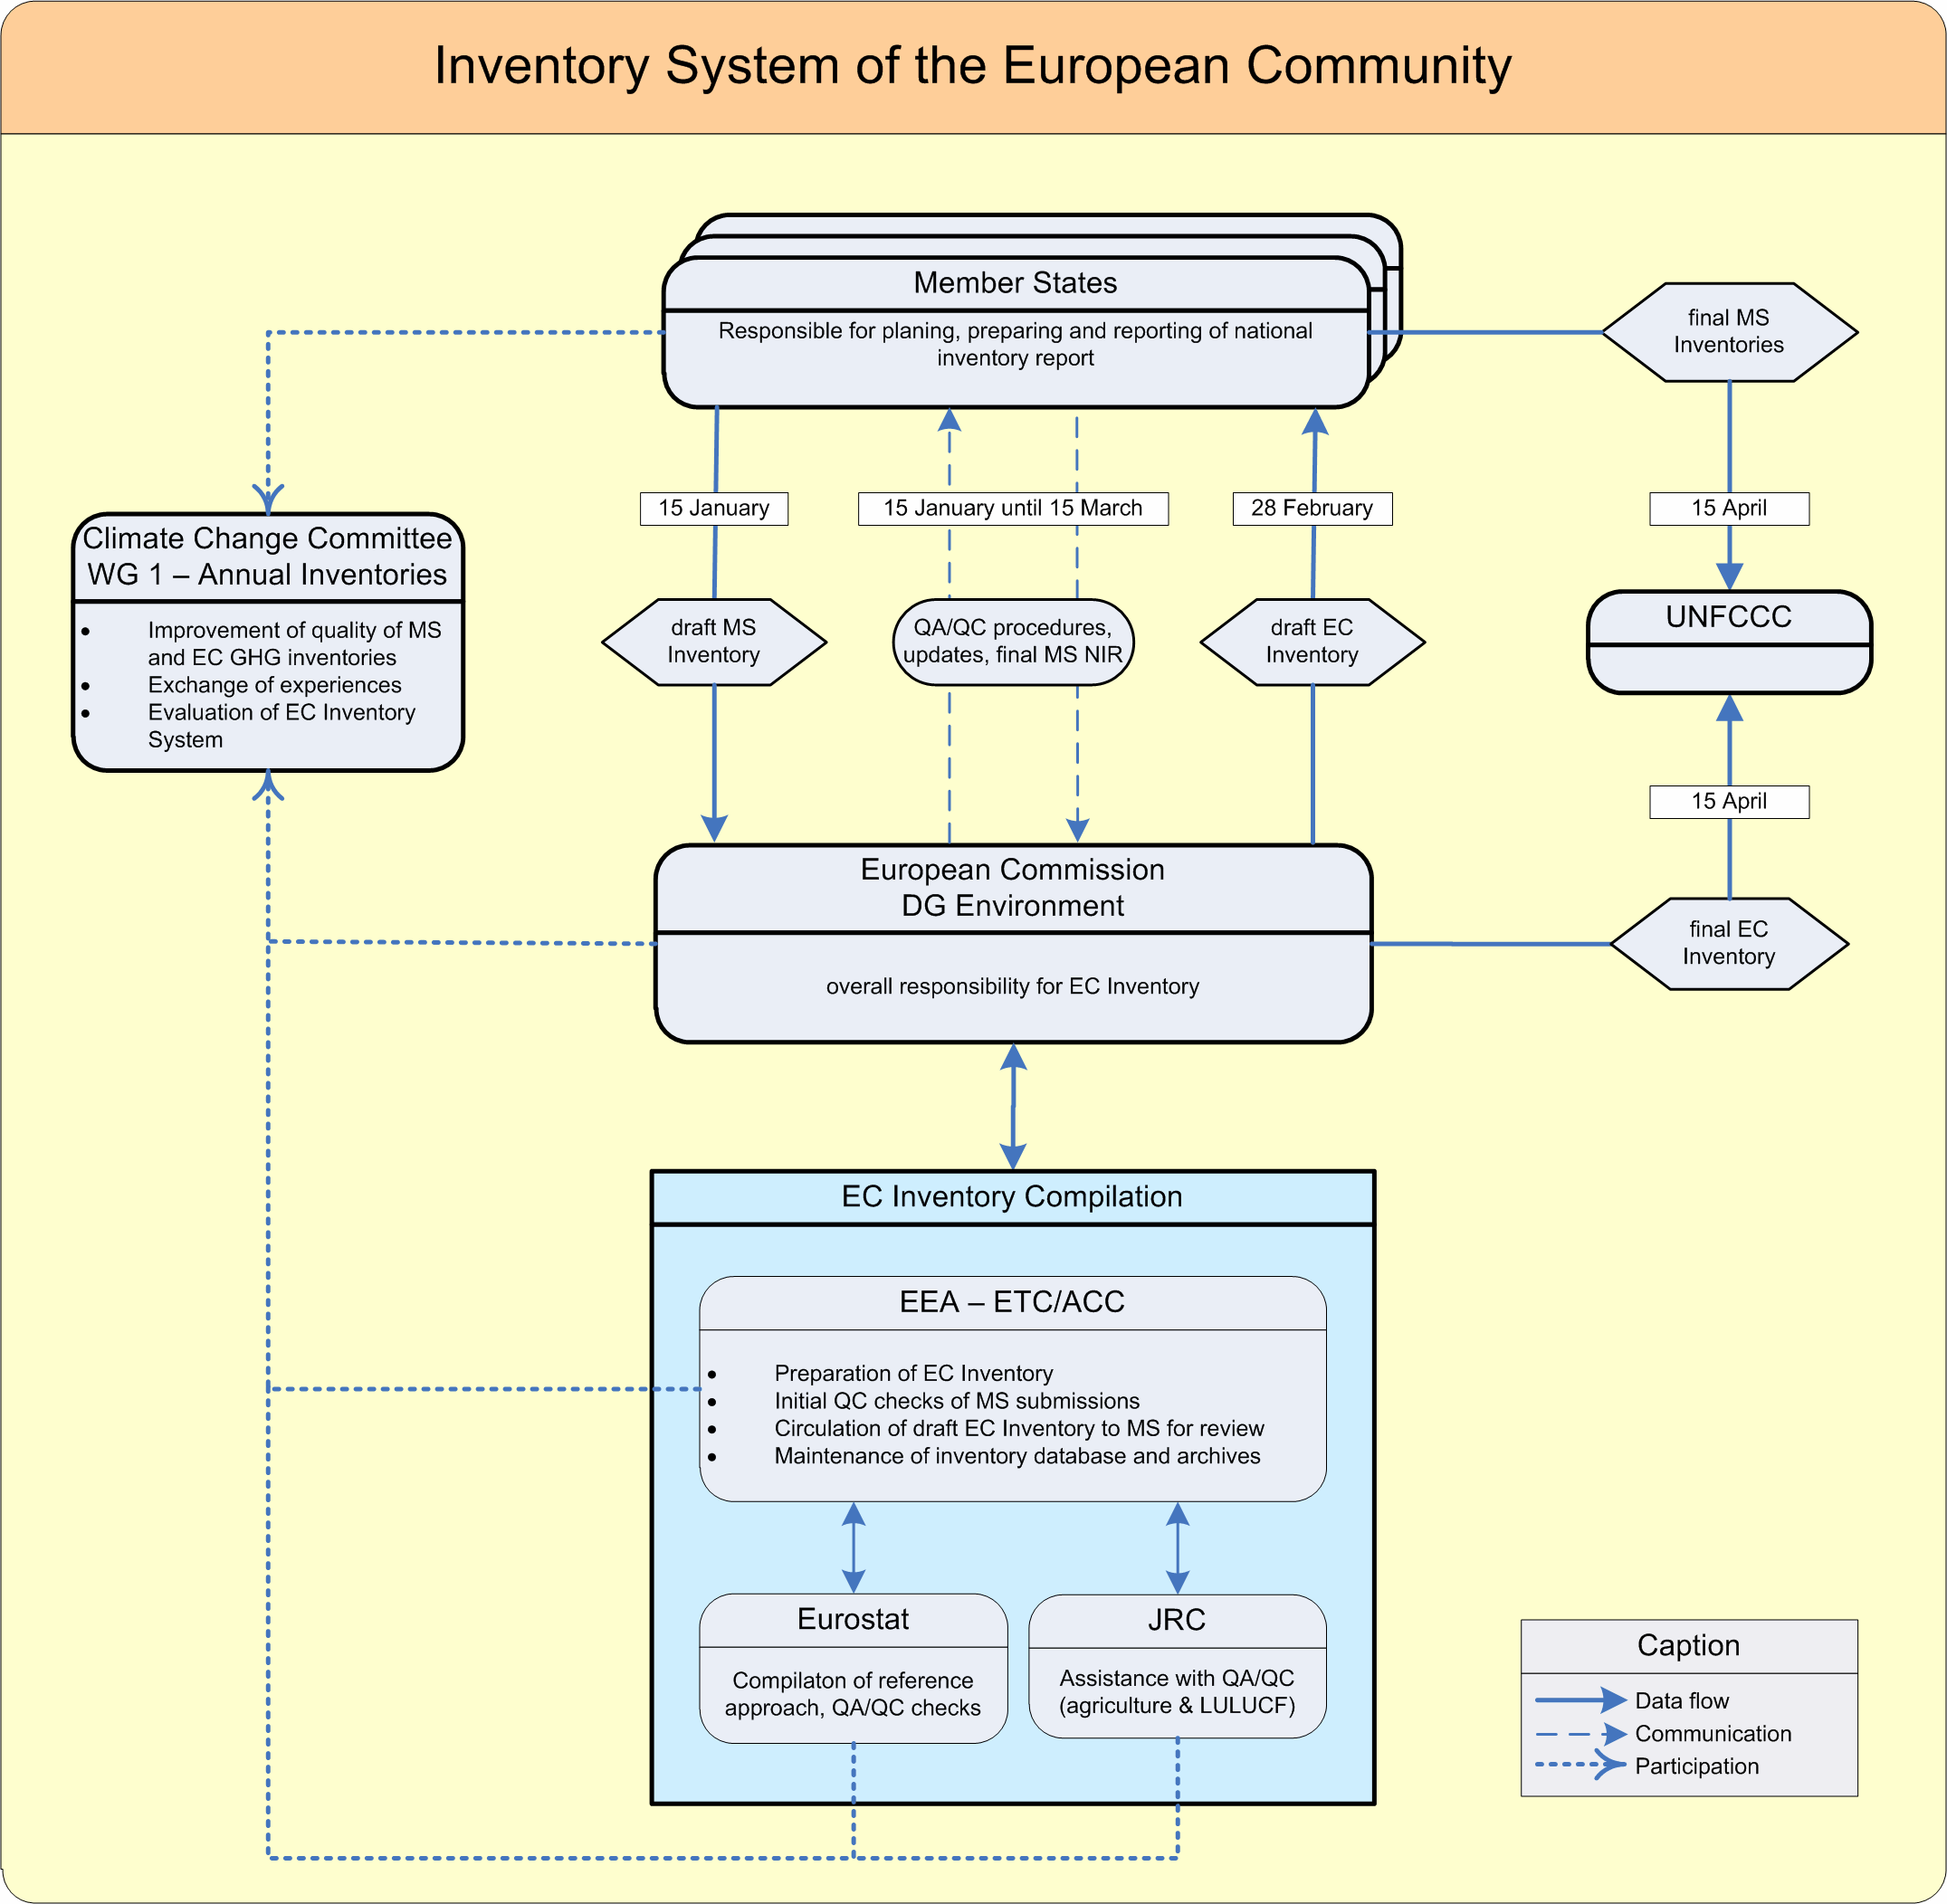 Inventory System of the European Community
Member States
Responsible for planing, preparing and reporting of national
inventory report
final MS
Inventories
15 January
15 January until 15 March
28 February
15 April
Climate Change Committee
WG 1 – Annual Inventories
• Improvement of quality of MS
and EC GHG inventories
• Exchange of experiences
• Evaluation of EC Inventory
System
draft MS
Inventory
QA/QC procedures,
updates, final MS NIR
draft EC
Inventory
UNFCCC
15 April
European Commission
DG Environment
overall responsibility for EC Inventory
final EC
Inventory
EC Inventory Compilation
EEA – ETC/ACC
• Preparation of EC Inventory
• Initial QC checks of MS submissions
• Circulation of draft EC Inventory to MS for review
• Maintenance of inventory database and archives
Eurostat
Compilaton of reference
approach, QA/QC checks
JRC
Assistance with QA/QC
(agriculture & LULUCF)
Caption
Data flow
Communication
Participation